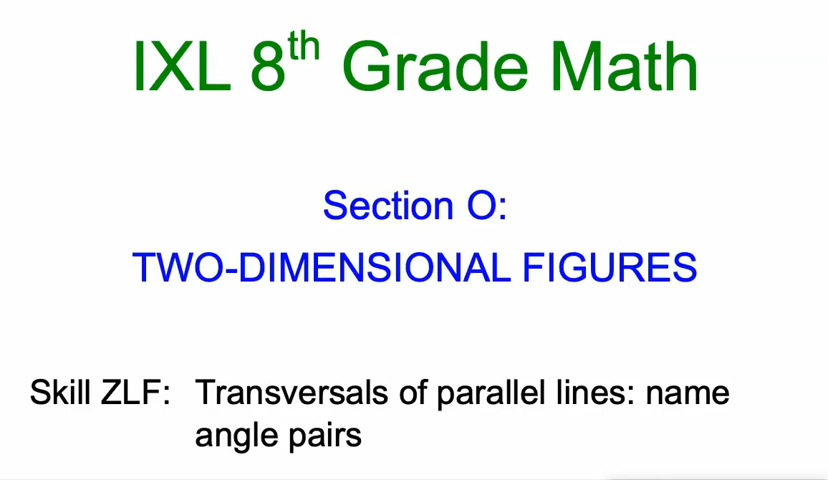 IXL 8th Grade Math
Section O:
TWO-DIMENSIONAL FIGURES
Skill ZLF: Transversals of parallel lines: name
angle pairs